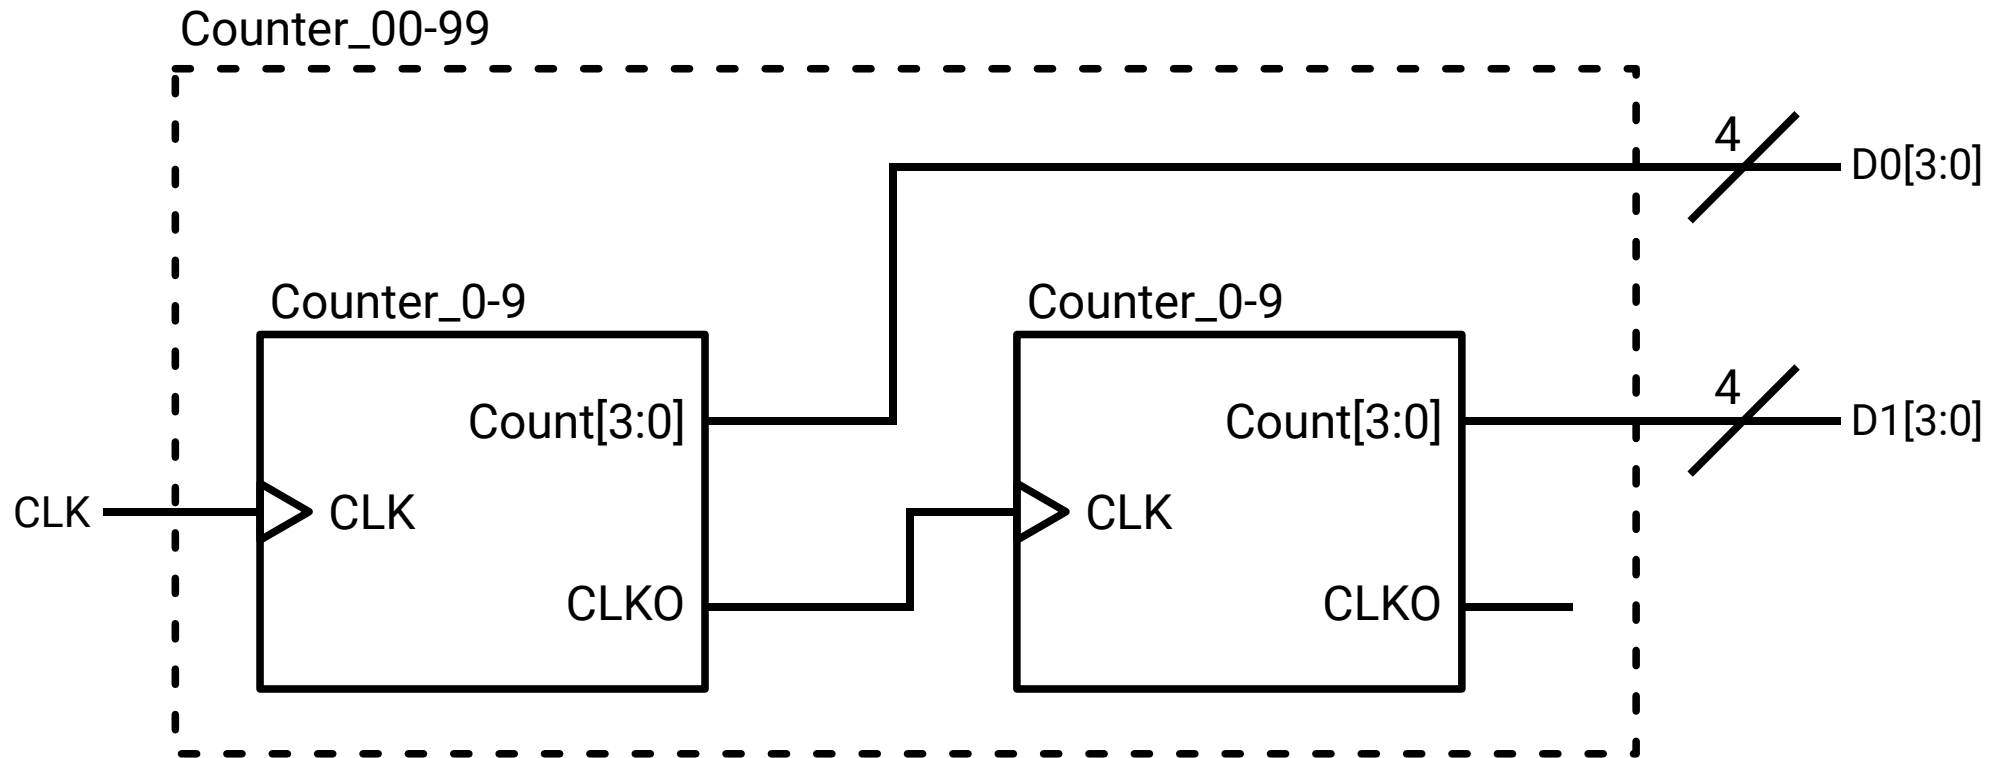 Counter_00-99
4
D0[3:0]
Counter_0-9
Counter_0-9
4
Count[3:0]
Count[3:0]
D1[3:0]
CLK
CLK
CLK
CLKO
CLKO